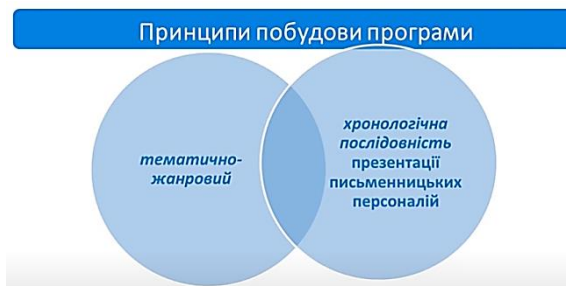 Принципи побудови програми
тематично-
жанровий
хронологічна
послідовність
презентації
письменницьких
персоналій